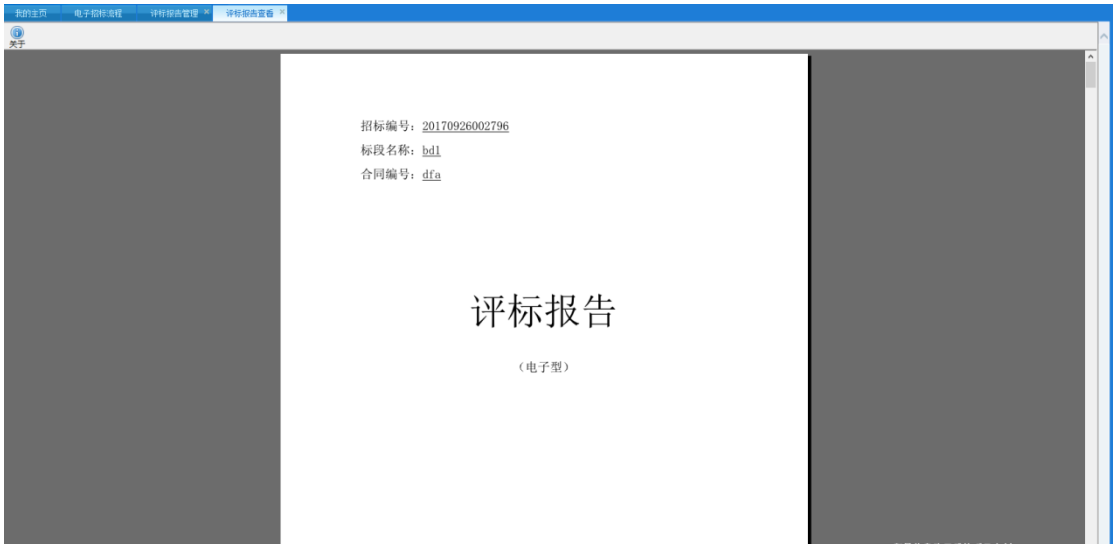 我的主页 电子招标流程 评标报告管理 × 评标报告查看 ×
关于
招标编号：20170926002796
标段名称：bd1
合同编号：dfa
评标报告
（电子型）